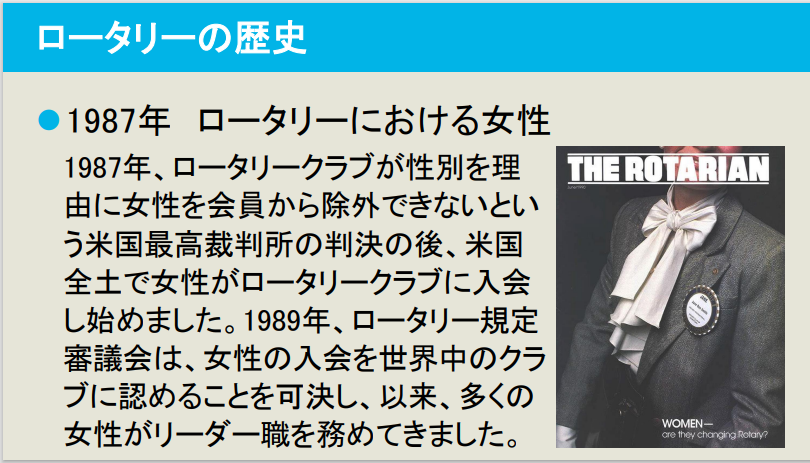 ロータリーの歴史
●1987年　ロータリーにおける女性
1987年、ロータリークラブが性別を理
由に女性を会員から除外できないとい
う米国最高裁判所の判決の後、米国
全土で女性がロータリークラブに入会
し始めました。1989年、ロータリー規定
審議会は、女性の入会を世界中のクラ
ブに認めることを可決し、以来、多くの
女性がリーダー職を務めてきました。
THE ROTARIAN
WOMEN—
are they changing Rotary?